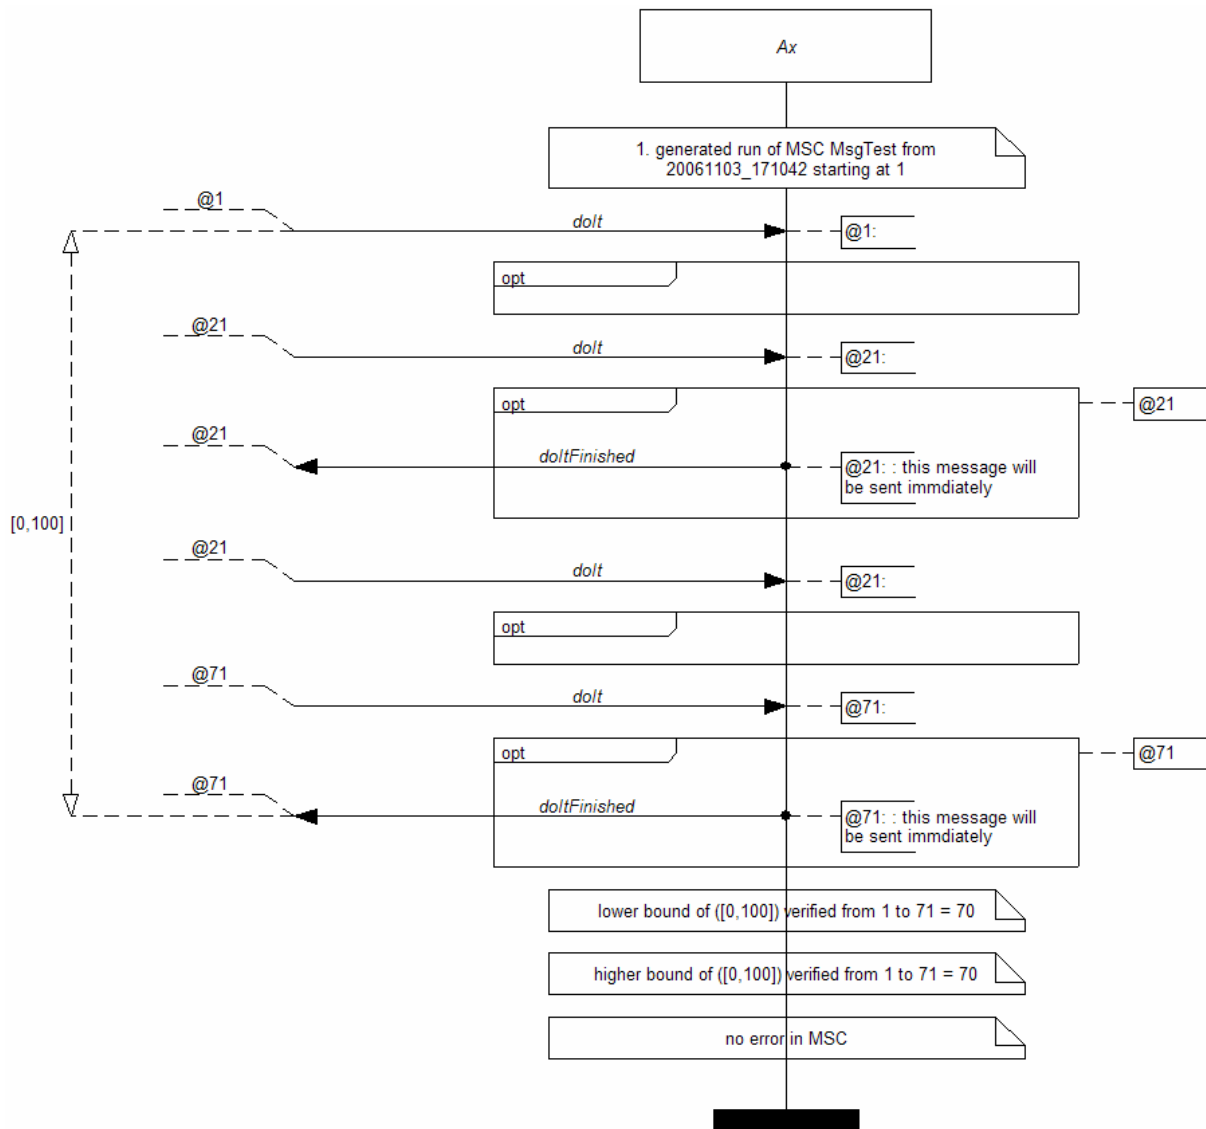 Ax
1. generated run of MSC MsgTest from
20061103_171042 starting at 1
@1
doIt
@1:
opt
@21
doIt
@21:
opt
@21
@21
doItFinished
@21: : this message will
be sent immdiately
[0,100]
@21
doIt
@21:
opt
@71
doIt
@71:
opt
@71
@71
doItFinished
@71: : this message will
be sent immdiately
lower bound of ([0,100]) verified from 1 to 71 = 70
higher bound of ([0,100]) verified from 1 to 71 = 70
no error in MSC